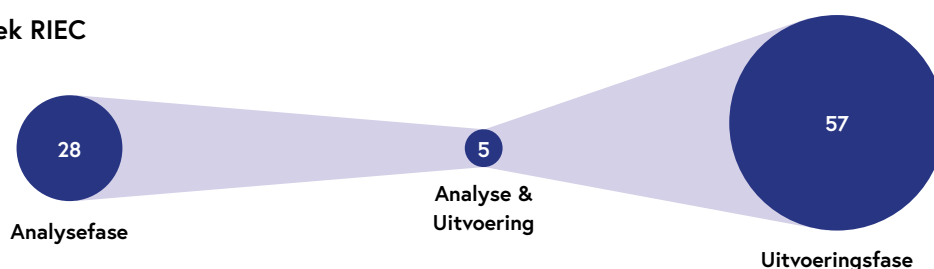 ek RIEC
28
5
57
Analysefase
Analyse &
Uitvoering
Uitvoeringsfase